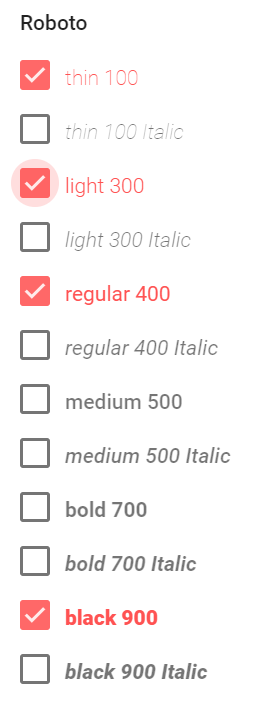 Roboto
thin 100
thin 100 Italic
light 300
light 300 Italic
regular 400
regular 400 Italic
medium 500
medium 500 Italic
bold 700
bold 700 Italic
black 900
black 900 Italic